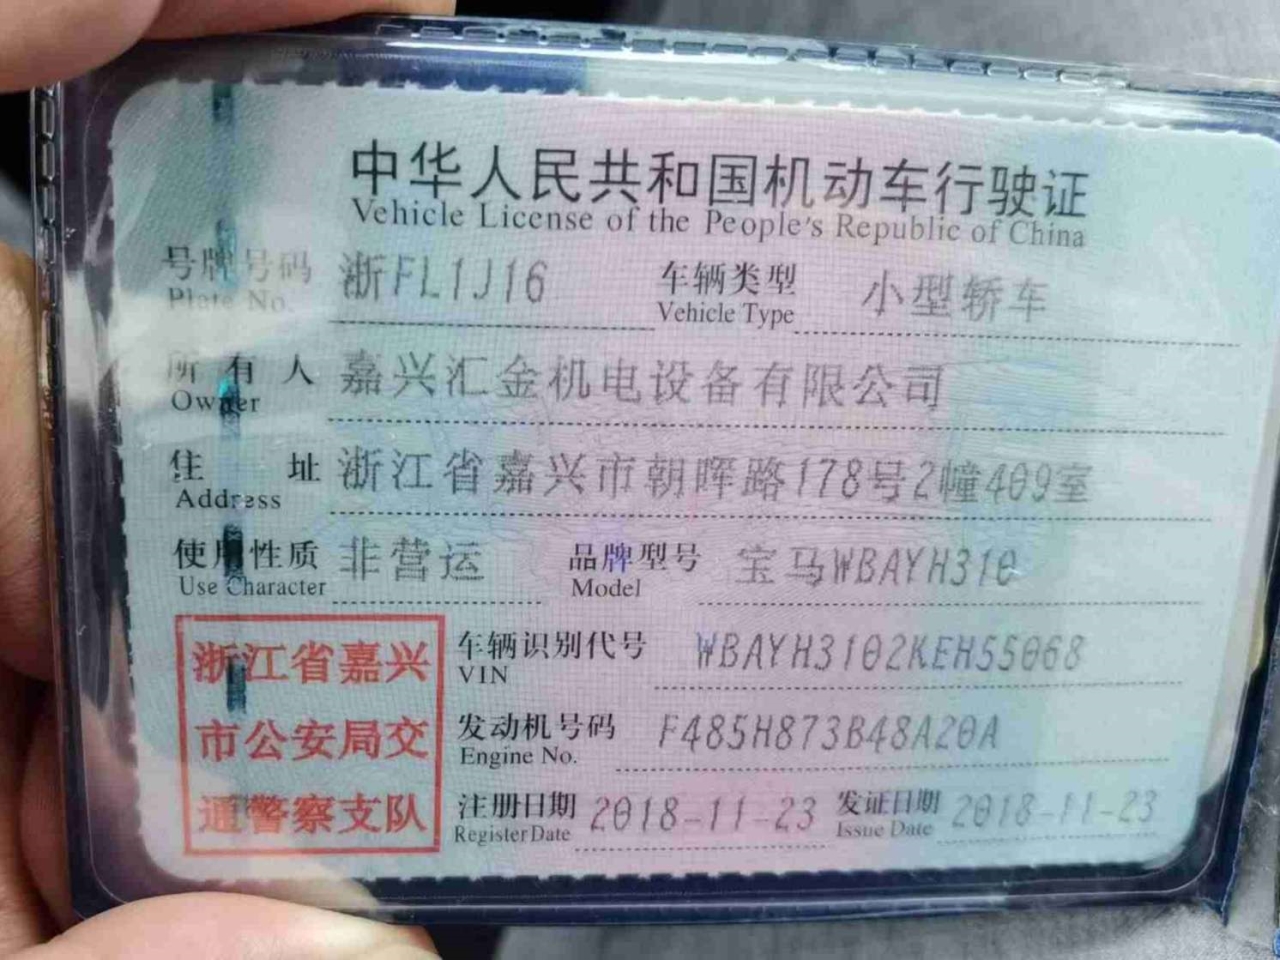 中华人民共和国机动车行驶证
Vehicle License of the People's Republic of China
号牌号码 浙FL1J16 车辆类型 小型轿车
Plate No. Vehicle Type
所有人 嘉兴汇金机电设备有限公司
Owner
住址 浙江省嘉兴市朝晖路178号2幢409室
Address
使用性质 非营运 品牌型号 宝马WBAYH310
Use Character Model
浙江省嘉兴
市公安局交
通警察支队
车辆识别代号 WBAYH3102KEH55068
VIN
发动机号码 F485H873B48A20A
Engine No.
注册日期 2018-11-23 发证日期 2018-11-23
Register Date Issue Date